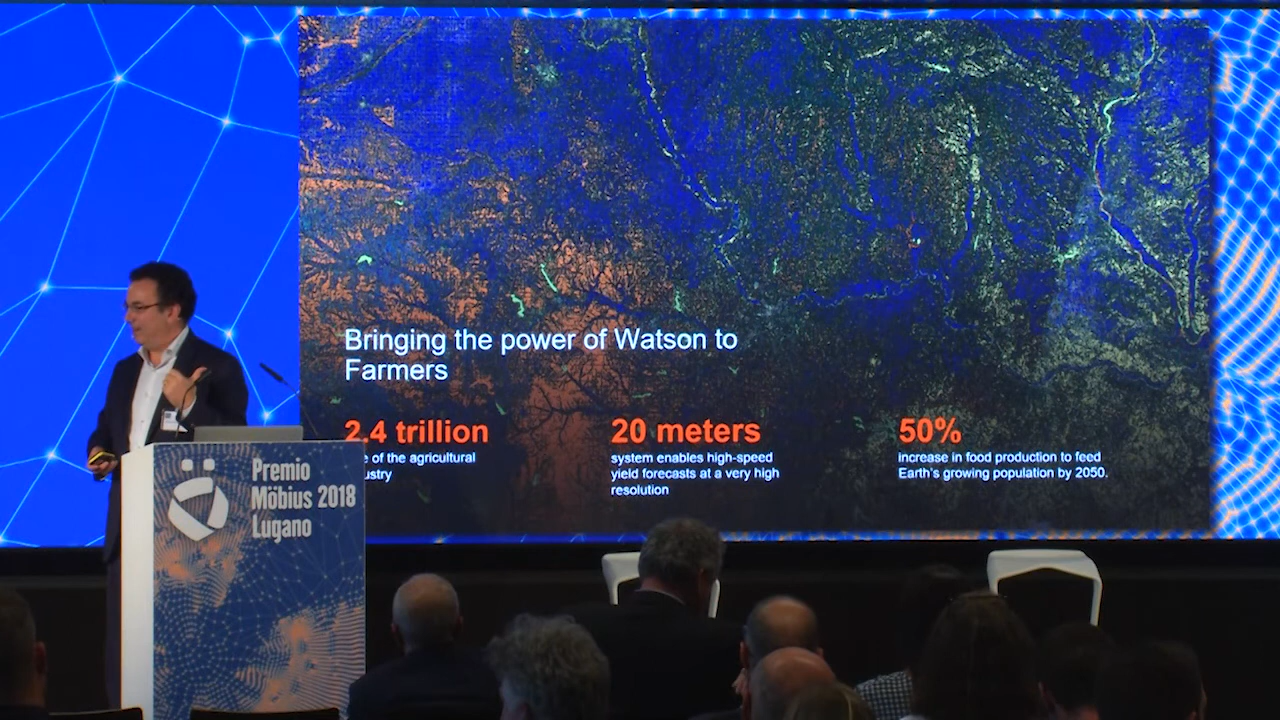 Bringing the power of Watson to
Farmers
2.4 trillion
of the agricultural
20 meters
system enables high-speed
yield forecasts at a very high
resolution
50%
increase in food production to feed
Earth's growing population by 2050.
Premio
Möbius 2018
Lugano